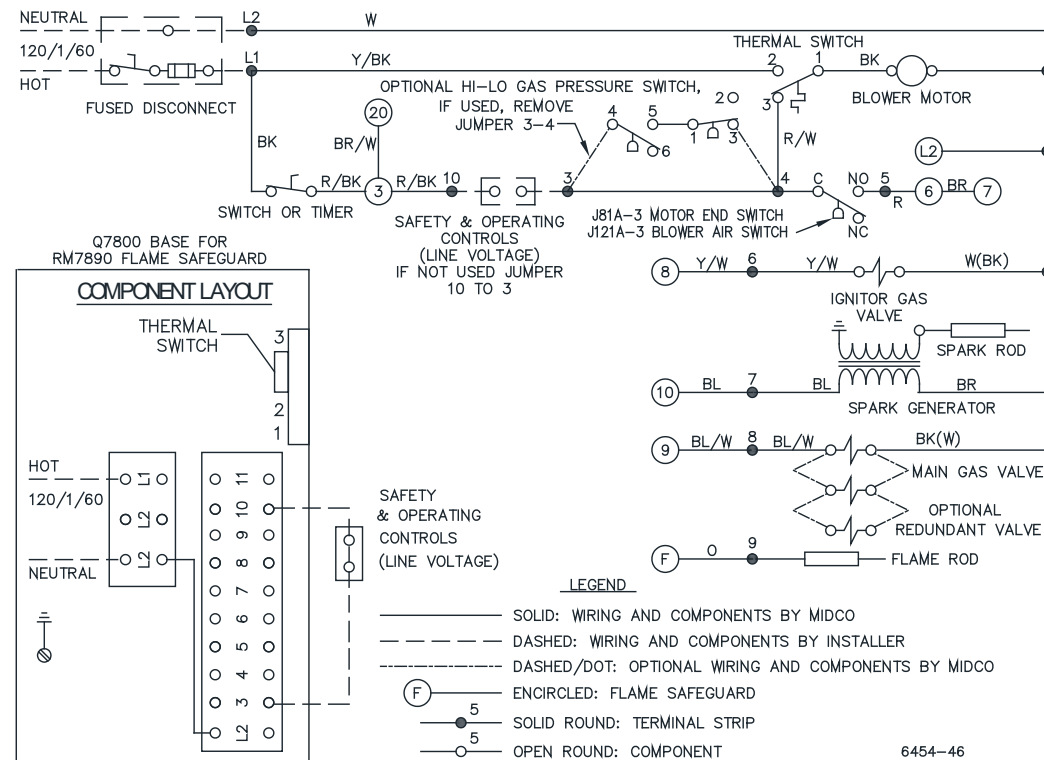 NEUTRAL
L2
W
120/1/60
THERMAL SWITCH
L1
Y/BK
2
1
BK
HOT
OPTIONAL HI-LO GAS PRESSURE SWITCH,
IF USED, REMOVE
JUMPER 3-4
FUSED DISCONNECT
3
BLOWER MOTOR
20
4
5
2
6
1
3
BK
BR/W
R/W
L2
R/BK
3
R/BK
10
3
4
C
NO
5
6
BR
7
R
NC
SWITCH OR TIMER
SAFETY & OPERATING
CONTROLS
(LINE VOLTAGE)
IF NOT USED JUMPER
10 TO 3
J81A-3 MOTOR END SWITCH
J121A-3 BLOWER AIR SWITCH
Q7800 BASE FOR
RM7890 FLAME SAFEGUARD
8
Y/W
6
Y/W
W(BK)
COMPONENT LAYOUT
IGNITOR GAS
VALVE
THERMAL
SWITCH
3
2
1
SPARK ROD
10
BL
7
BL
BR
SPARK GENERATOR
9
BL/W
8
BL/W
BK(W)
MAIN GAS VALVE
OPTIONAL
REDUNDANT VALVE
HOT
120/1/60
NEUTRAL
L1
L2
L2
11
10
9
8
7
6
5
4
3
L2
SAFETY
& OPERATING
CONTROLS
(LINE VOLTAGE)
F
O
9
FLAME ROD
LEGEND
SOLID: WIRING AND COMPONENTS BY MIDCO
DASHED: WIRING AND COMPONENTS BY INSTALLER
DASHED/DOT: OPTIONAL WIRING AND COMPONENTS BY MIDCO
F
ENCIRCLED: FLAME SAFEGUARD
5
SOLID ROUND: TERMINAL STRIP
5
OPEN ROUND: COMPONENT
6454-46